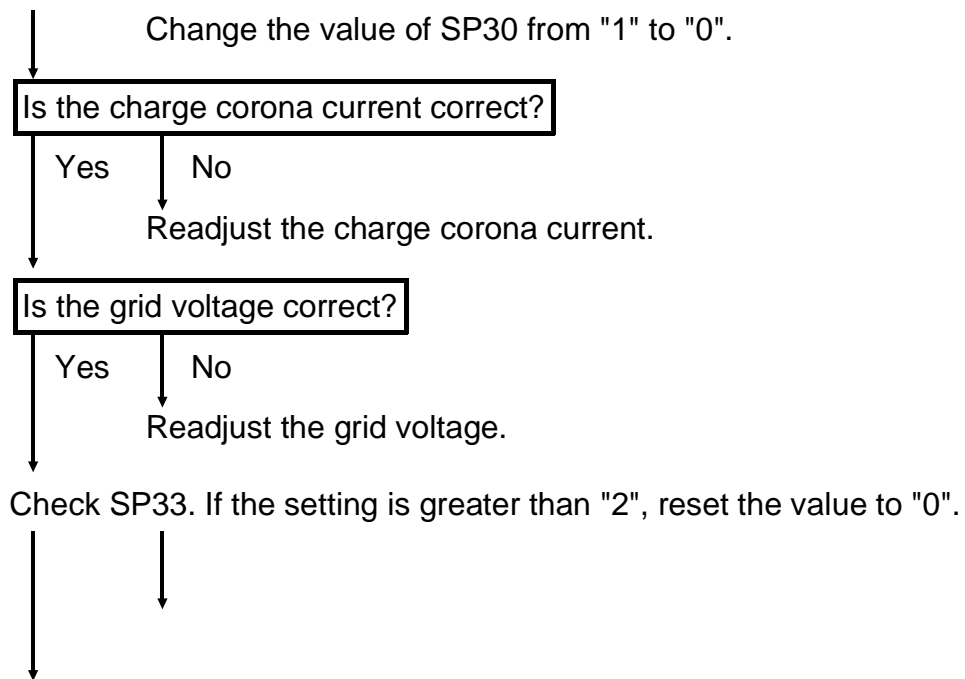 Change the value of SP30 from "1" to "0".
Is the charge corona current correct?
Yes No
Readjust the charge corona current.
Is the grid voltage correct?
Yes No
Readjust the grid voltage.
Check SP33. If the setting is greater than "2", reset the value to "0".